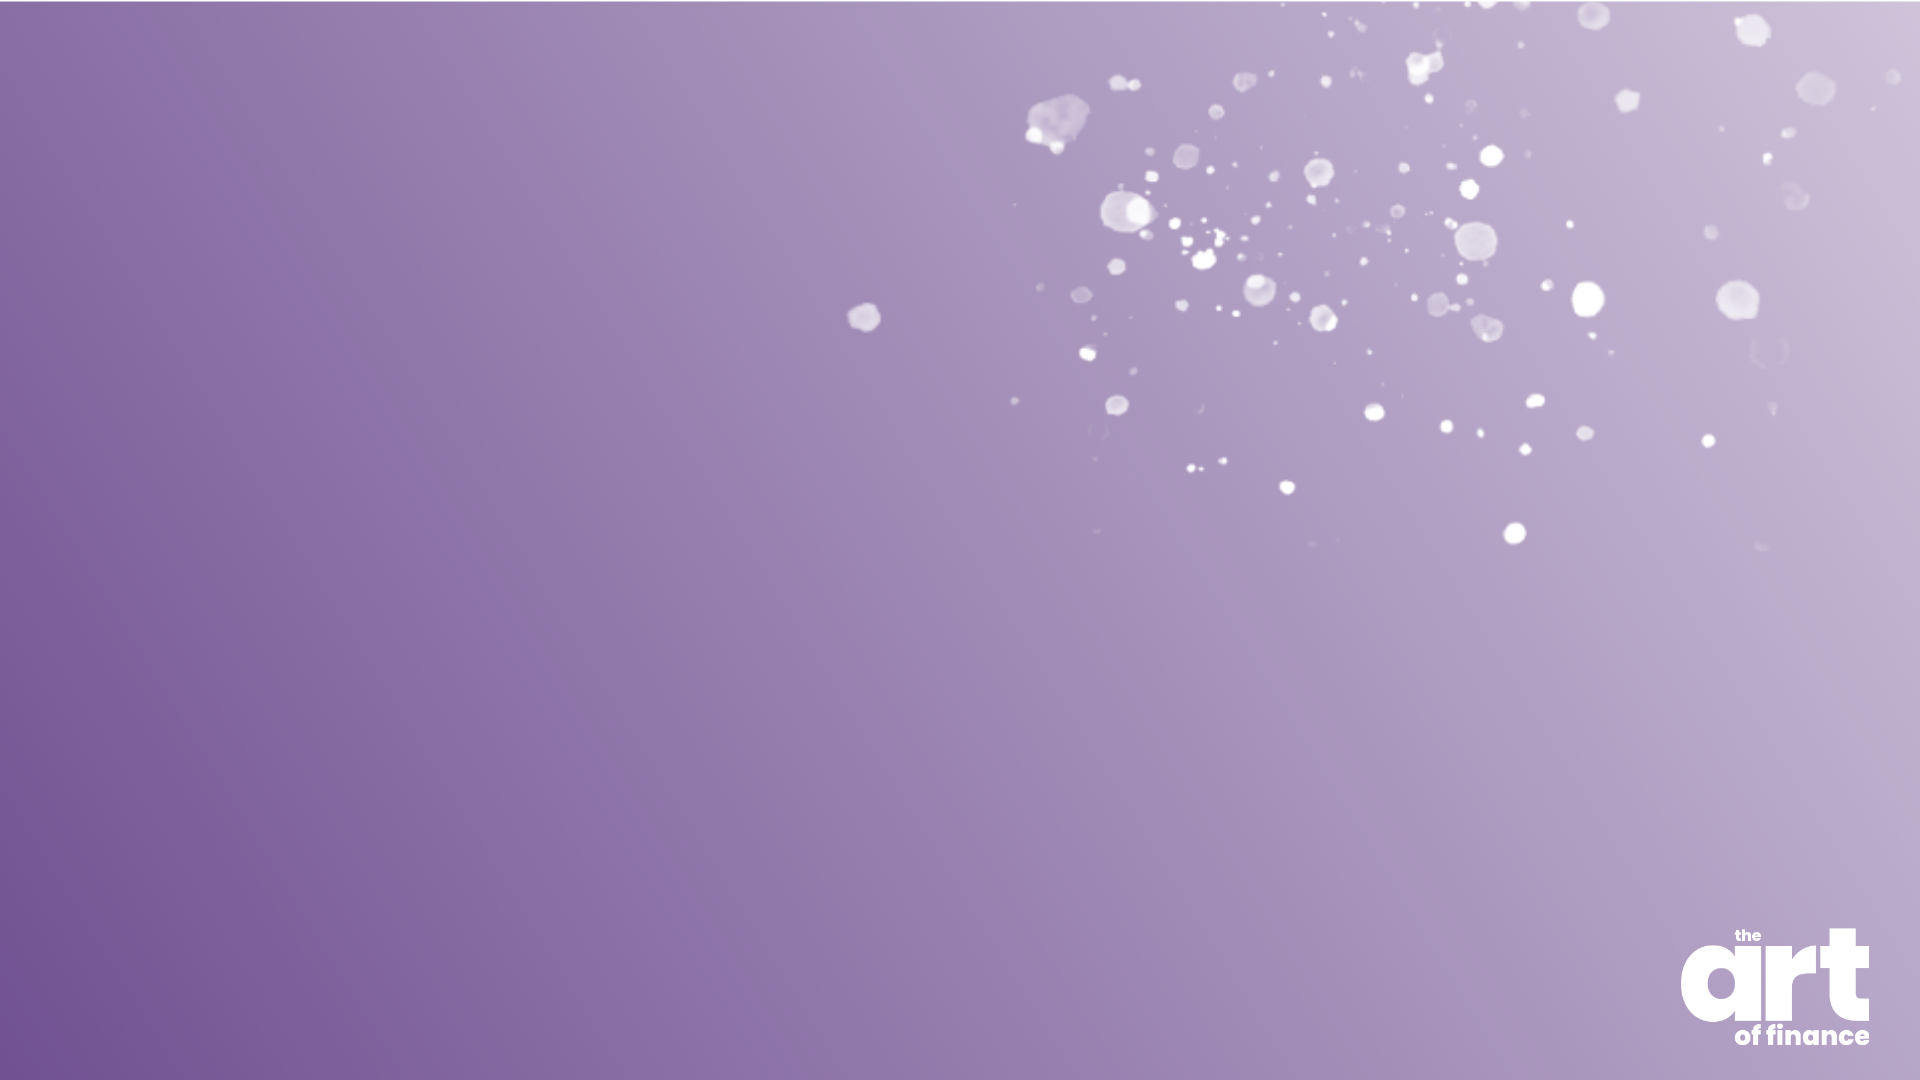 the
art
of finance